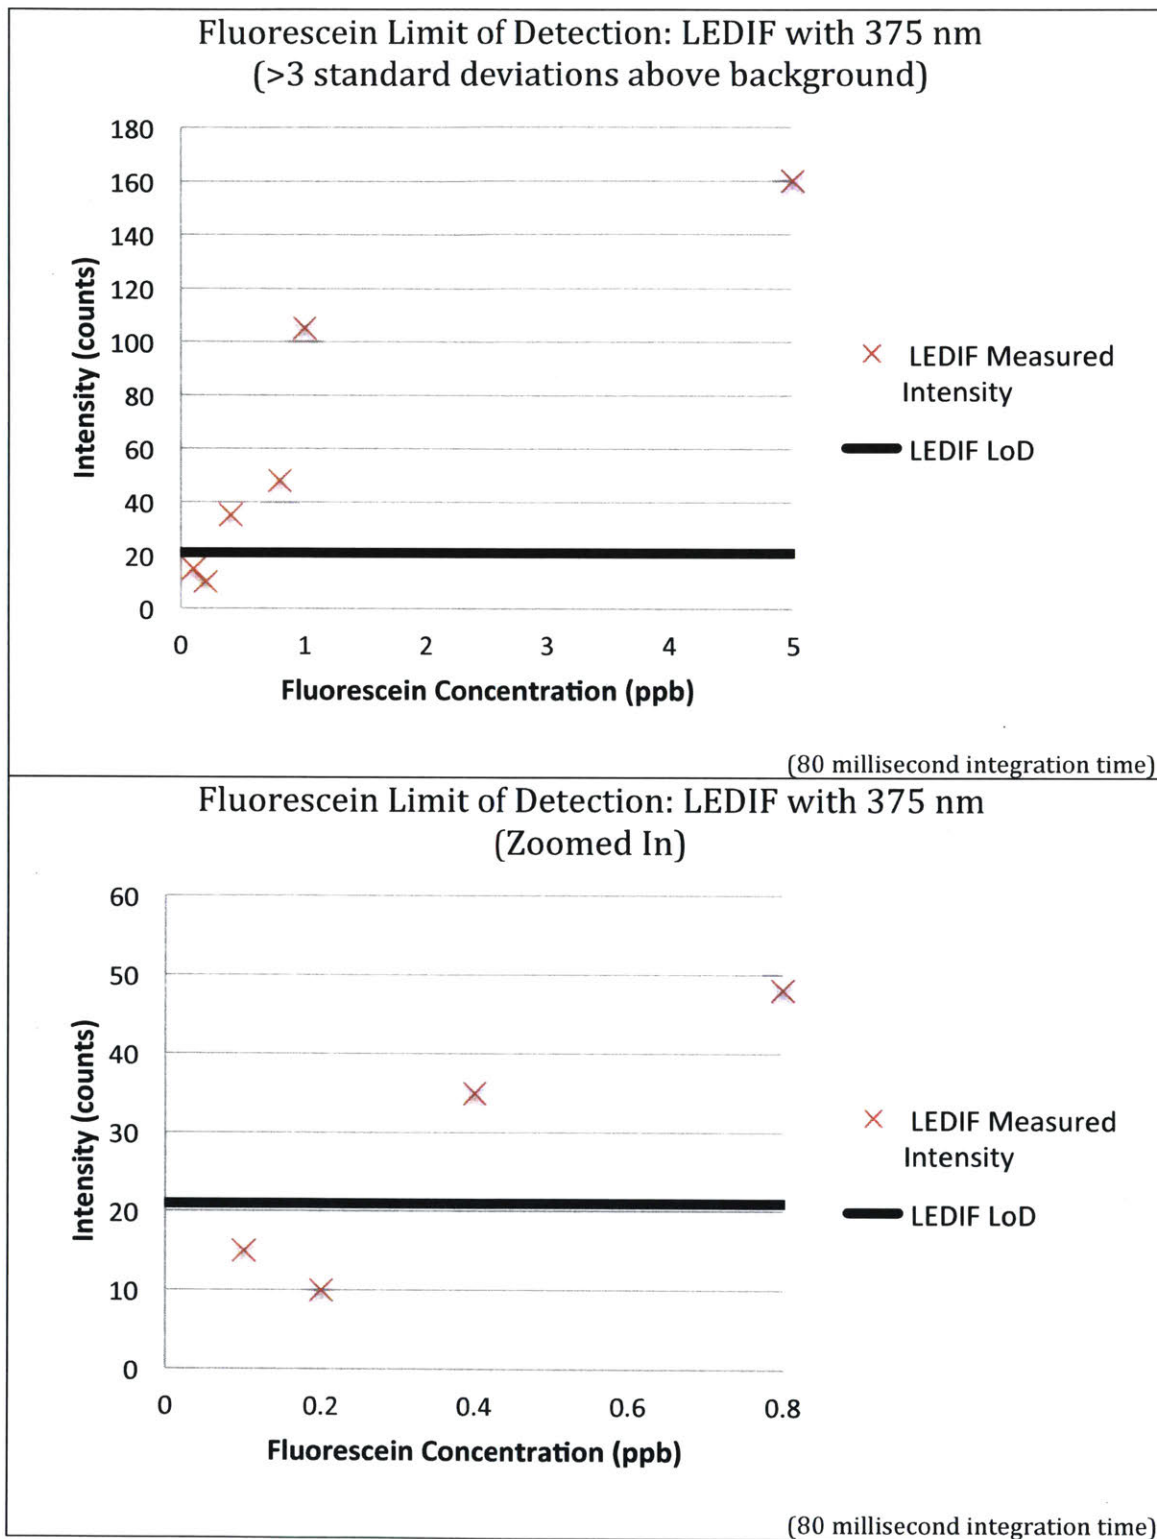 Fluorescein Limit of Detection: LEDIF with 375 nm
(>3 standard deviations above background)
180
160
140
120
100
80
60
40
20
0
Intensity (counts)
0 1 2 3 4 5
Fluorescein Concentration (ppb)
LEDIF Measured
Intensity
LEDIF LoD
(80 millisecond integration time)
Fluorescein Limit of Detection: LEDIF with 375 nm
(Zoomed In)
60
50
40
30
20
10
0
Intensity (counts)
0 0.2 0.4 0.6 0.8
Fluorescein Concentration (ppb)
LEDIF Measured
Intensity
LEDIF LoD
(80 millisecond integration time)